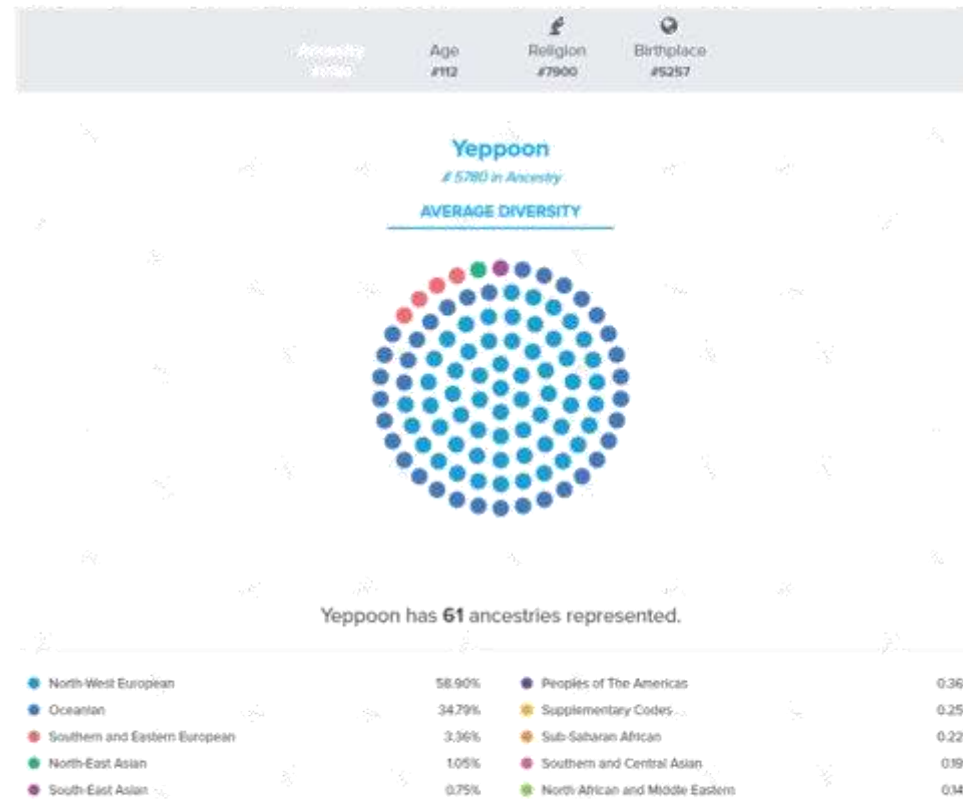 Ancestry
Age
#112
Religion
#7900
Birthplace
#5257
Yeppoon
# 5780 in Ancestry
AVERAGE DIVERSITY
Yeppoon has 61 ancestries represented.
North-West European 58.90% Peoples of The Americas 0.36
Oceanian 34.79% Supplementary Codes 0.25
Southern and Eastern European 3.36% Sub-Saharan African 0.22
North-East Asian 1.05% Southern and Central Asian 0.19
South-East Asian 0.75% North African and Middle Eastern 0.14